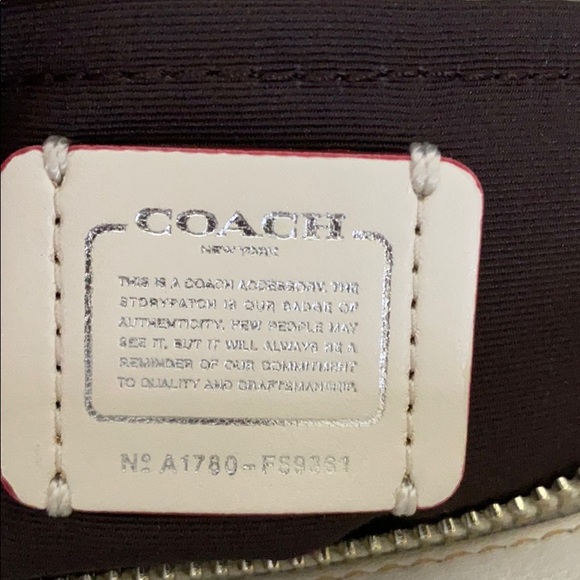 COACH
NEW YORK
THIS IS A COACH ACCESSORY. THE
STORYPATCH IS OUR BADGE OF
AUTHENTICITY. FEW PEOPLE MAY
SEE IT. BUT IT WILL ALWAYS BE A
REMINDER OF OUR COMMITMENT
TO QUALITY AND CRAFTSMANSHIP.
Nº A1780-F59361